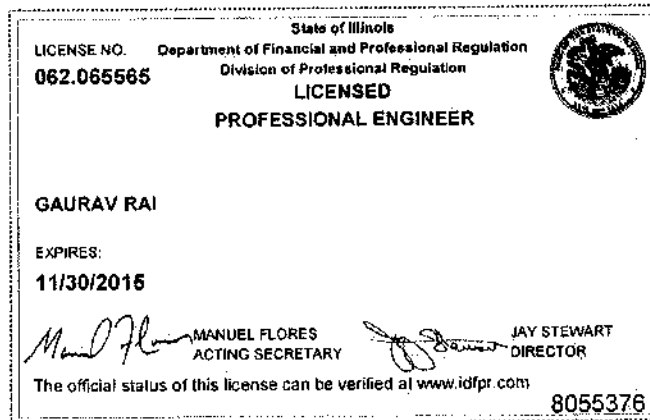 State of Illinois
LICENSE NO. Department of Financial and Professional Regulation
062.065565 Division of Professional Regulation
LICENSED
PROFESSIONAL ENGINEER
GAURAV RAI
EXPIRES:
11/30/2015
MANUEL FLORES
ACTING SECRETARY
JAY STEWART
DIRECTOR
The official status of this license can be verified at www.idfpr.com
8055376